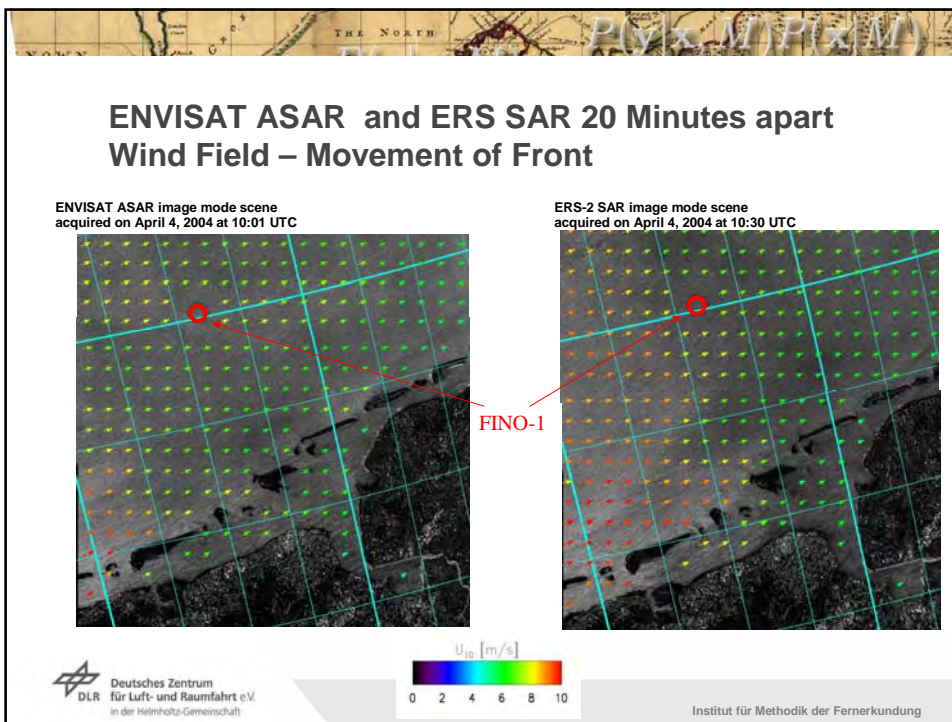 THE NORTH
P(y|x, M)P(x|M)
ENVISAT ASAR and ERS SAR 20 Minutes apart
Wind Field – Movement of Front
ENVISAT ASAR image mode scene
acquired on April 4, 2004 at 10:01 UTC
ERS-2 SAR image mode scene
acquired on April 4, 2004 at 10:30 UTC
FINO-1
U10 [m/s]
0 2 4 6 8 10
DLR
Deutsches Zentrum
für Luft- und Raumfahrt e.V.
in der Helmholtz-Gemeinschaft
Institut für Methodik der Fernerkundung